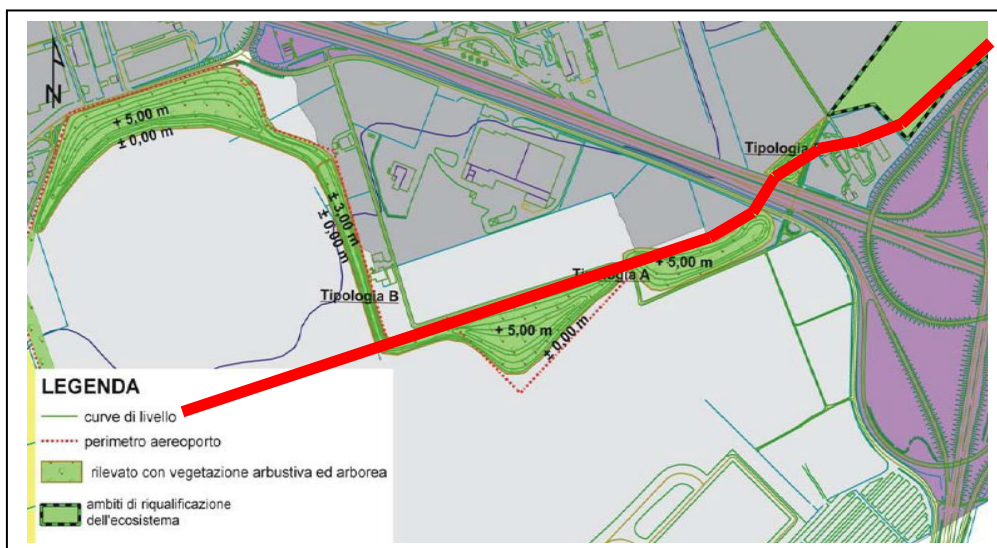 N
+ 5,00 m
± 0,00 m
± 3,00 m
± 0,00 m
Tipologia
Tipologia B
Tipologia A
+ 5,00 m
+ 5,00 m
± 0,00 m
LEGENDA
curve di livello
perimetro aereoporto
rilevato con vegetazione arbustiva ed arborea
ambiti di riqualificazione
dell'ecosistema